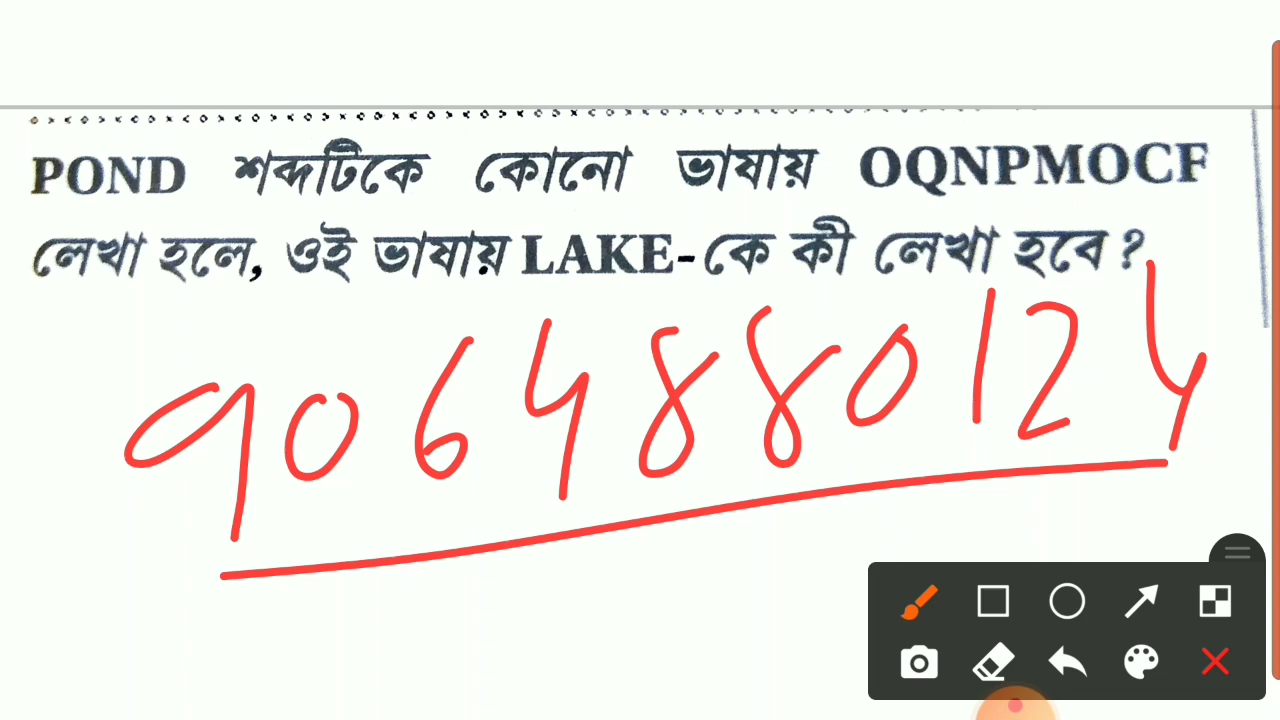 POND শব্দটিকে কোনো ভাষায় OQNPMOCF
লেখা হলে, ওই ভাষায় LAKE-কে কী লেখা হবে ?
9064880124